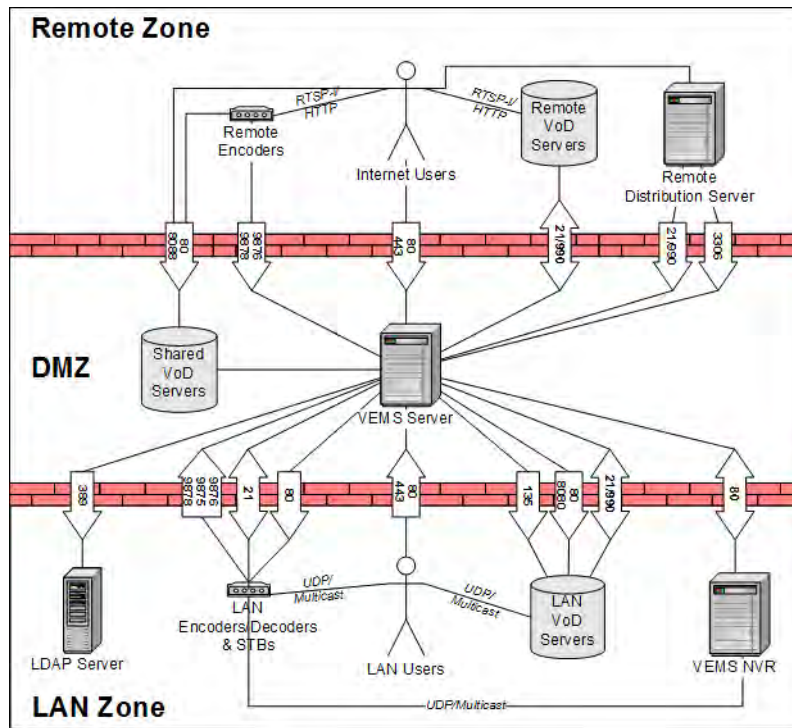 Remote Zone
RTSP-I/
HTTP
RTSP-I/
HTTP
Remote
Encoders
Internet Users
Remote
VoD
Servers
Remote
Distribution Server
80
8088
9876
9878
80
443
21/990
21/990
3306
DMZ
Shared
VoD
Servers
VEMS Server
389
9876
9875
9878
21
80
80
443
135
80
8080
21/990
80
LDAP Server
LAN
Encoders/Decoders
& STBs
UDP/
Multicast
LAN Users
UDP/
Multicast
LAN
VoD
Servers
VEMS NVR
UDP/Multicast
LAN Zone